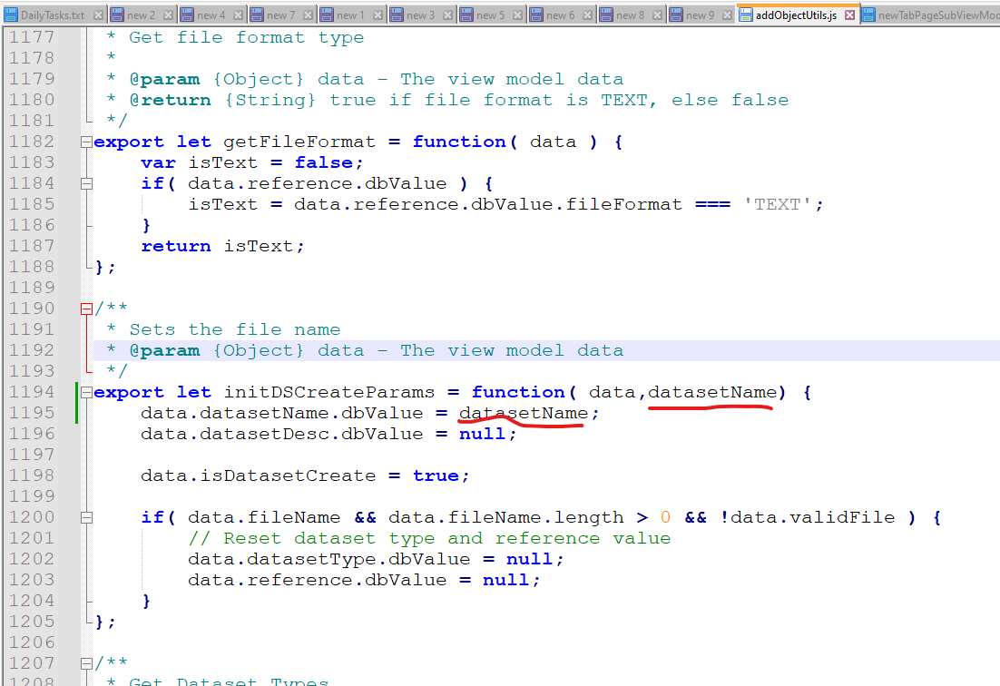 DailyTasks.txt new 2 new 4 new 7 new 1 new 3 new 5 new 6 new 8 new 9 addObjectUtils.js newTabPageSubViewMod
1177 * Get file format type
1178 *
1179 * @param {Object} data - The view model data
1180 * @return {String} true if file format is TEXT, else false
1181 */
1182 export let getFileFormat = function( data ) {
1183 var isText = false;
1184 if( data.reference.dbValue ) {
1185 isText = data.reference.dbValue.fileFormat === 'TEXT';
1186 }
1187 return isText;
1188 };
1189
1190 /**
1191 * Sets the file name
1192 * @param {Object} data - The view model data
1193 */
1194 export let initDSCreateParams = function( data,datasetName) {
1195 data.datasetName.dbValue = datasetName;
1196 data.datasetDesc.dbValue = null;
1197
1198 data.isDatasetCreate = true;
1199
1200 if( data.fileName && data.fileName.length > 0 && !data.validFile ) {
1201 // Reset dataset type and reference value
1202 data.datasetType.dbValue = null;
1203 data.reference.dbValue = null;
1204 }
1205 };
1206
1207 /**
1208 * Get Dataset Types